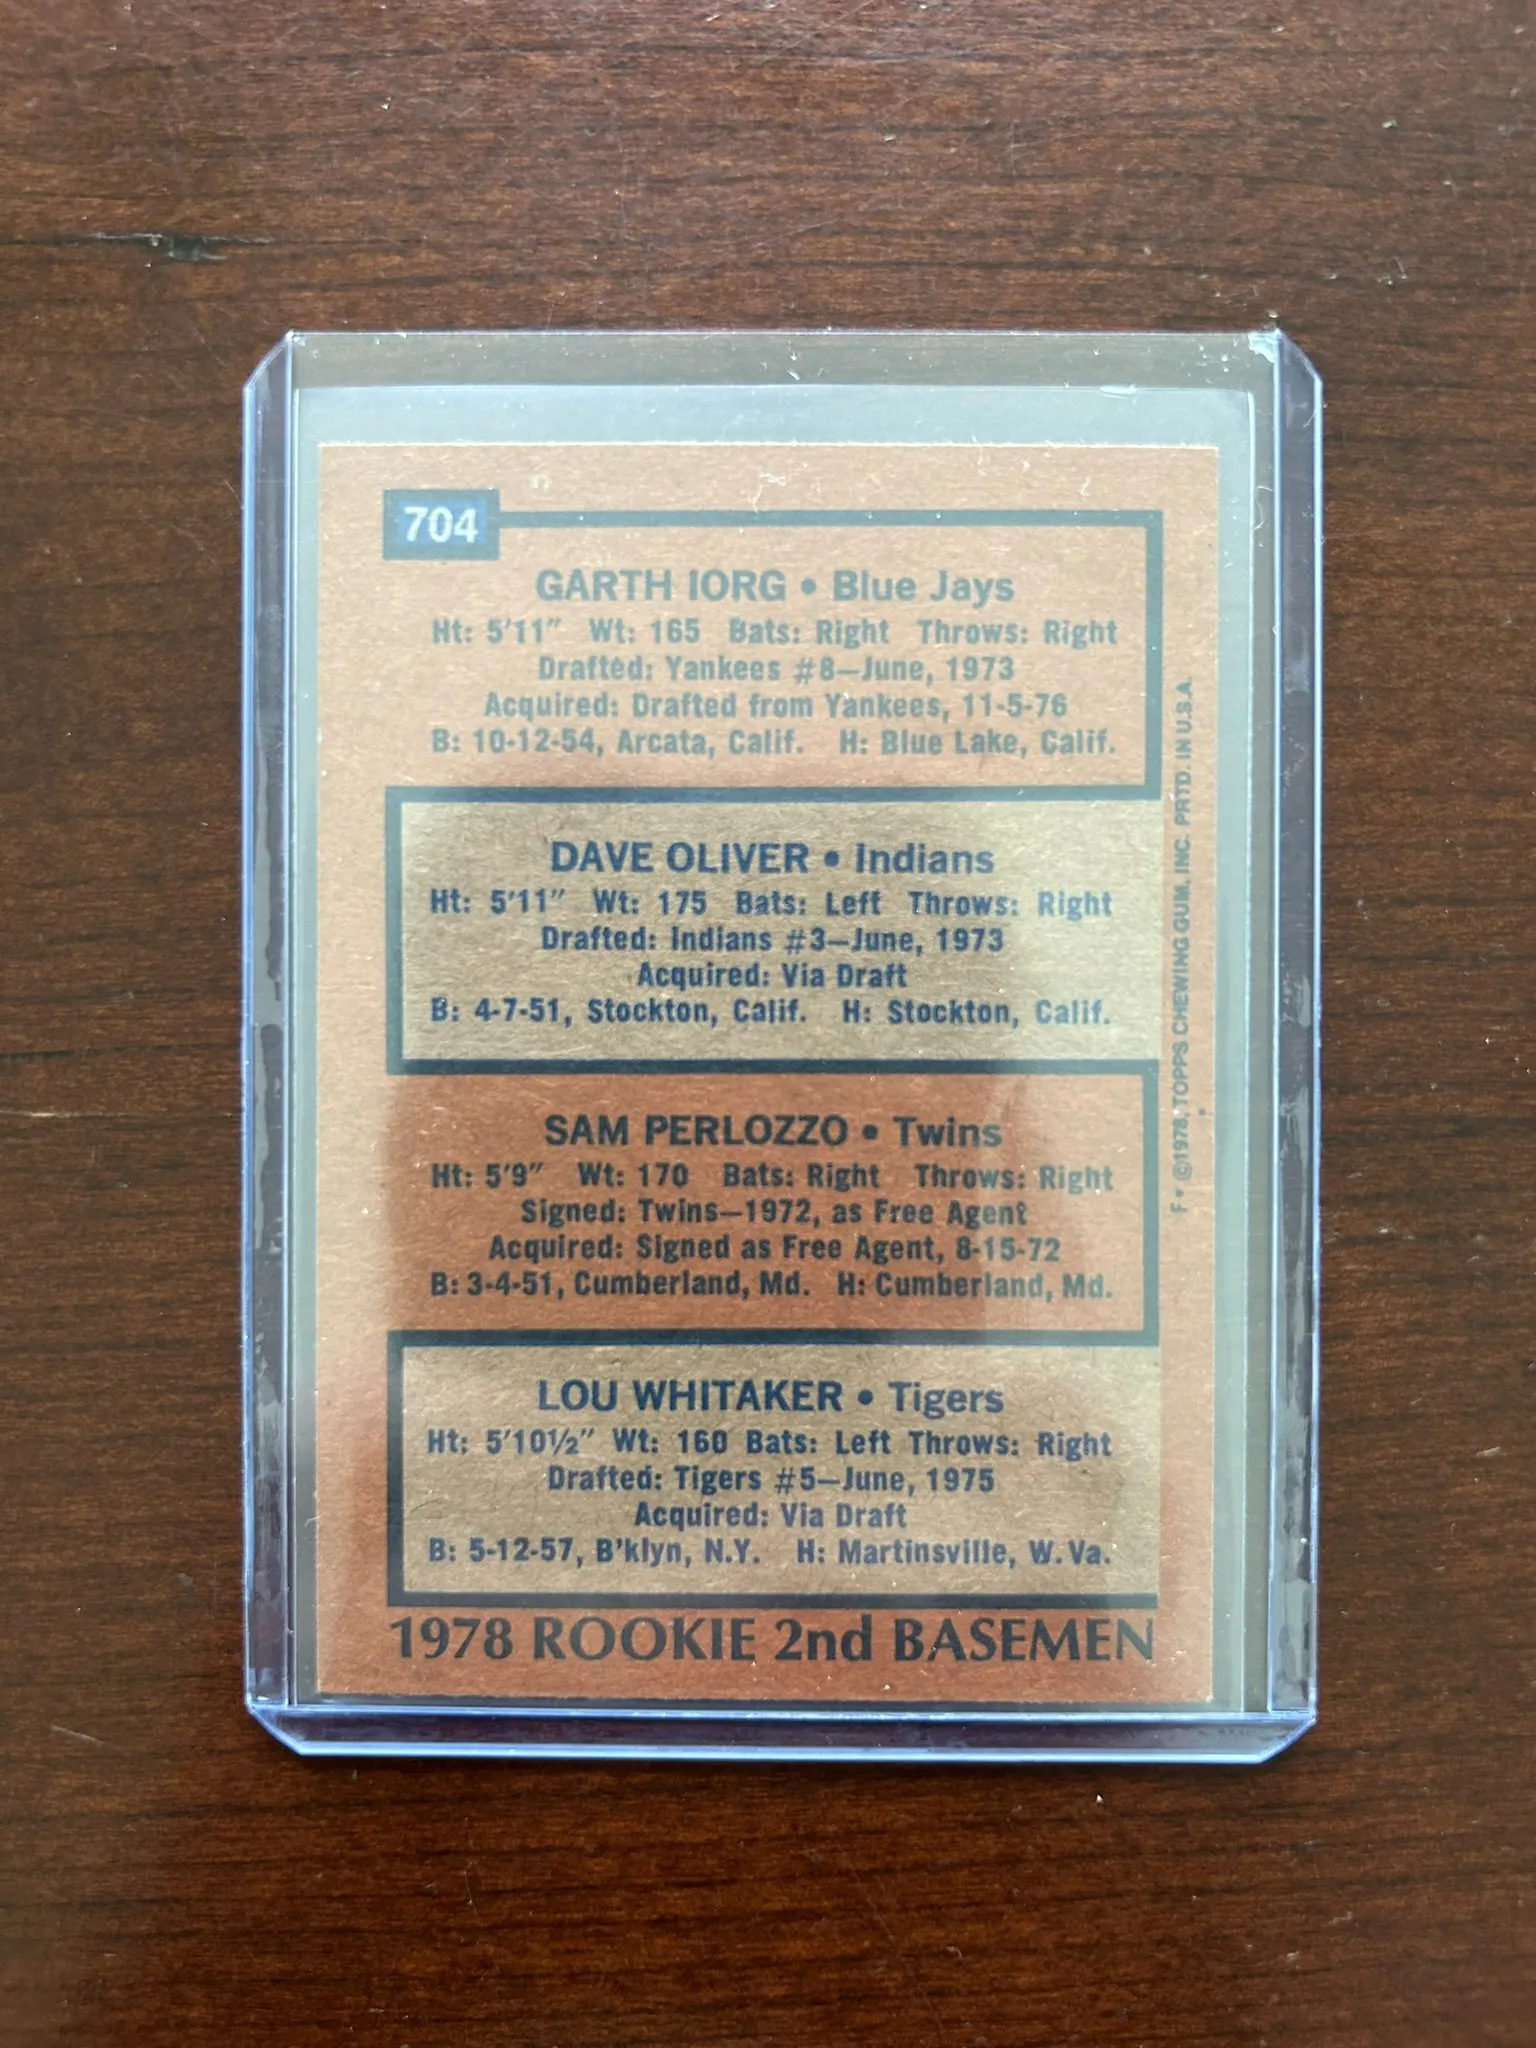 704
GARTH IORG • Blue Jays
Ht: 5'11" Wt: 165 Bats: Right Throws: Right
Drafted: Yankees #8—June, 1973
Acquired: Drafted from Yankees, 11-5-76
B: 10-12-54, Arcata, Calif. H: Blue Lake, Calif.
DAVE OLIVER • Indians
Ht: 5'11" Wt: 175 Bats: Left Throws: Right
Drafted: Indians #3—June, 1973
Acquired: Via Draft
B: 4-7-51, Stockton, Calif. H: Stockton, Calif.
SAM PERLOZZO • Twins
Ht: 5'9" Wt: 170 Bats: Right Throws: Right
Signed: Twins—1972, as Free Agent
Acquired: Signed as Free Agent, 8-15-72
B: 3-4-51, Cumberland, Md. H: Cumberland, Md.
LOU WHITAKER • Tigers
Ht: 5'10½" Wt: 160 Bats: Left Throws: Right
Drafted: Tigers #5—June, 1975
Acquired: Via Draft
B: 5-12-57, B'klyn, N.Y. H: Martinsville, W. Va.
1978 ROOKIE 2nd BASEMEN
F* ©1978, TOPPS CHEWING GUM, INC. PRTD. IN U.S.A.